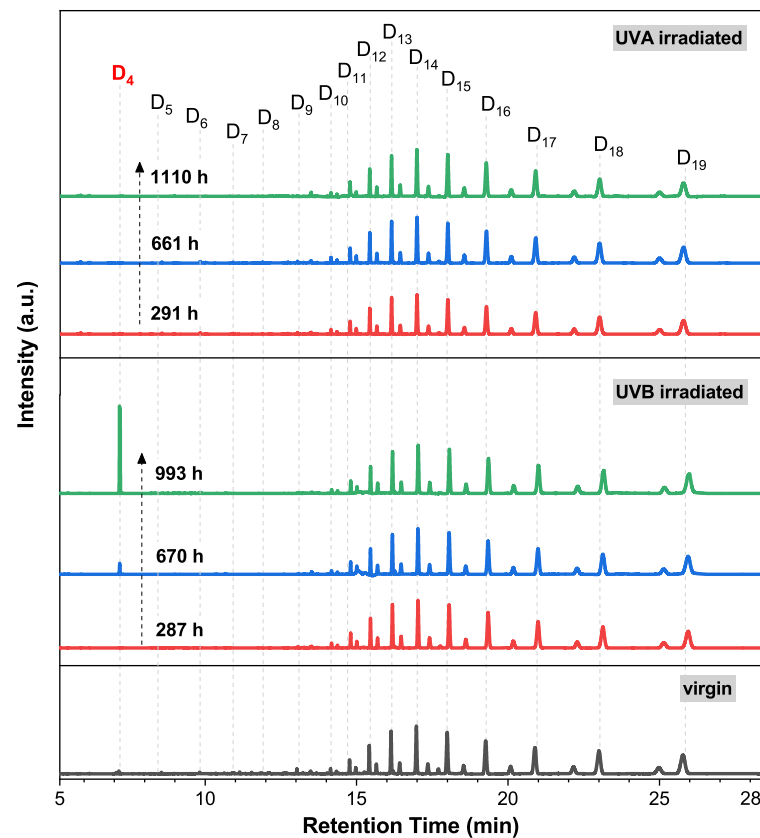 UVA irradiated
D4
D5
D6
D7
D8
D9
D10
D11
D12
D13
D14
D15
D16
D17
D18
D19
1110 h
661 h
291 h
UVB irradiated
993 h
670 h
287 h
virgin
Intensity (a.u.)
5 10 15 20 25 28
Retention Time (min)